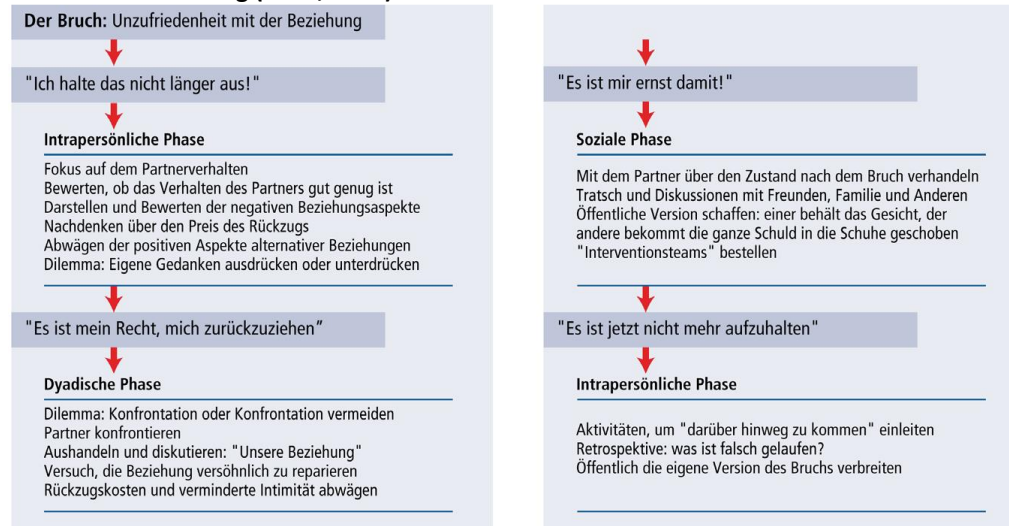 Der Bruch: Unzufriedenheit mit der Beziehung
"Ich halte das nicht länger aus!"
Intrapersönliche Phase
Fokus auf dem Partnerverhalten
Bewerten, ob das Verhalten des Partners gut genug ist
Darstellen und Bewerten der negativen Beziehungsaspekte
Nachdenken über den Preis des Rückzugs
Abwägen der positiven Aspekte alternativer Beziehungen
Dilemma: Eigene Gedanken ausdrücken oder unterdrücken
"Es ist mein Recht, mich zurückzuziehen”
Dyadische Phase
Dilemma: Konfrontation oder Konfrontation vermeiden
Partner konfrontieren
Aushandeln und diskutieren: "Unsere Beziehung"
Versuch, die Beziehung versöhnlich zu reparieren
Rückzugskosten und verminderte Intimität abwägen
"Es ist mir ernst damit!"
Soziale Phase
Mit dem Partner über den Zustand nach dem Bruch verhandeln
Tratsch und Diskussionen mit Freunden, Familie und Anderen
Öffentliche Version schaffen: einer behält das Gesicht, der
andere bekommt die ganze Schuld in die Schuhe geschoben
"Interventionsteams" bestellen
"Es ist jetzt nicht mehr aufzuhalten"
Intrapersönliche Phase
Aktivitäten, um "darüber hinweg zu kommen" einleiten
Retrospektive: was ist falsch gelaufen?
Öffentlich die eigene Version des Bruchs verbreiten